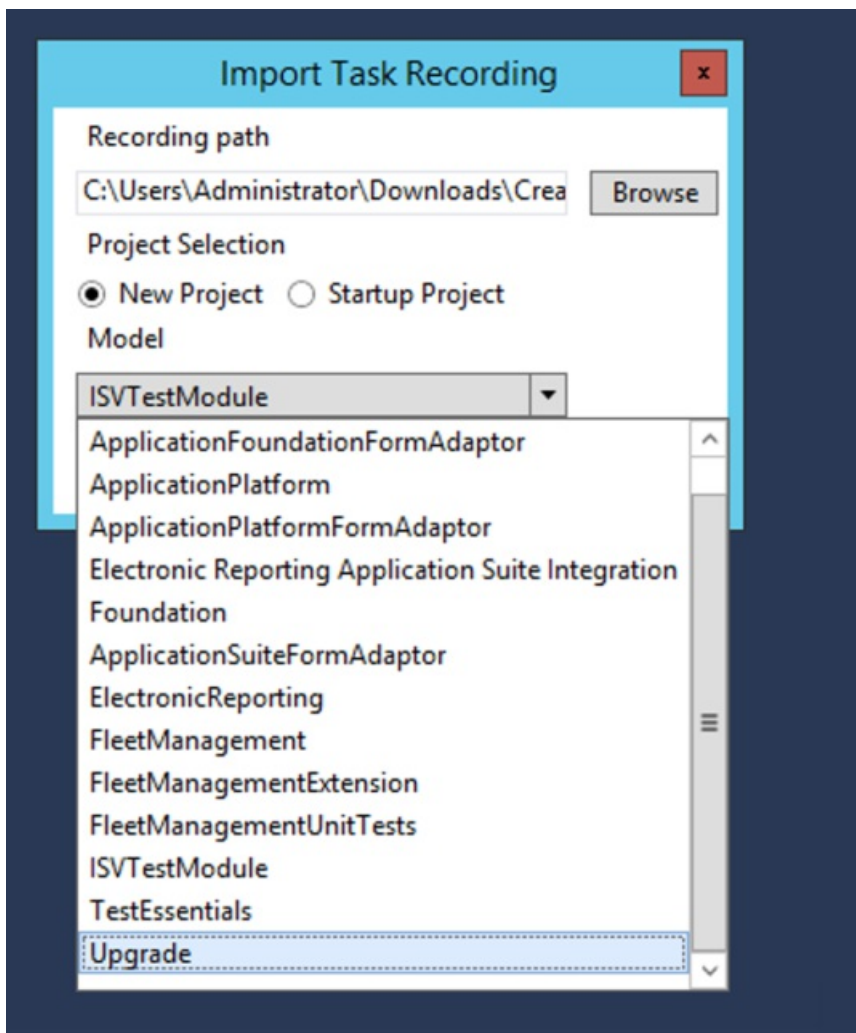 Import Task Recording
x
Recording path
C:\Users\Administrator\Downloads\Crea
Browse
Project Selection
New Project
Startup Project
Model
ISVTestModule
ApplicationFoundationFormAdaptor
ApplicationPlatform
ApplicationPlatformFormAdaptor
Electronic Reporting Application Suite Integration
Foundation
ApplicationSuiteFormAdaptor
ElectronicReporting
FleetManagement
FleetManagementExtension
FleetManagementUnitTests
ISVTestModule
TestEssentials
Upgrade